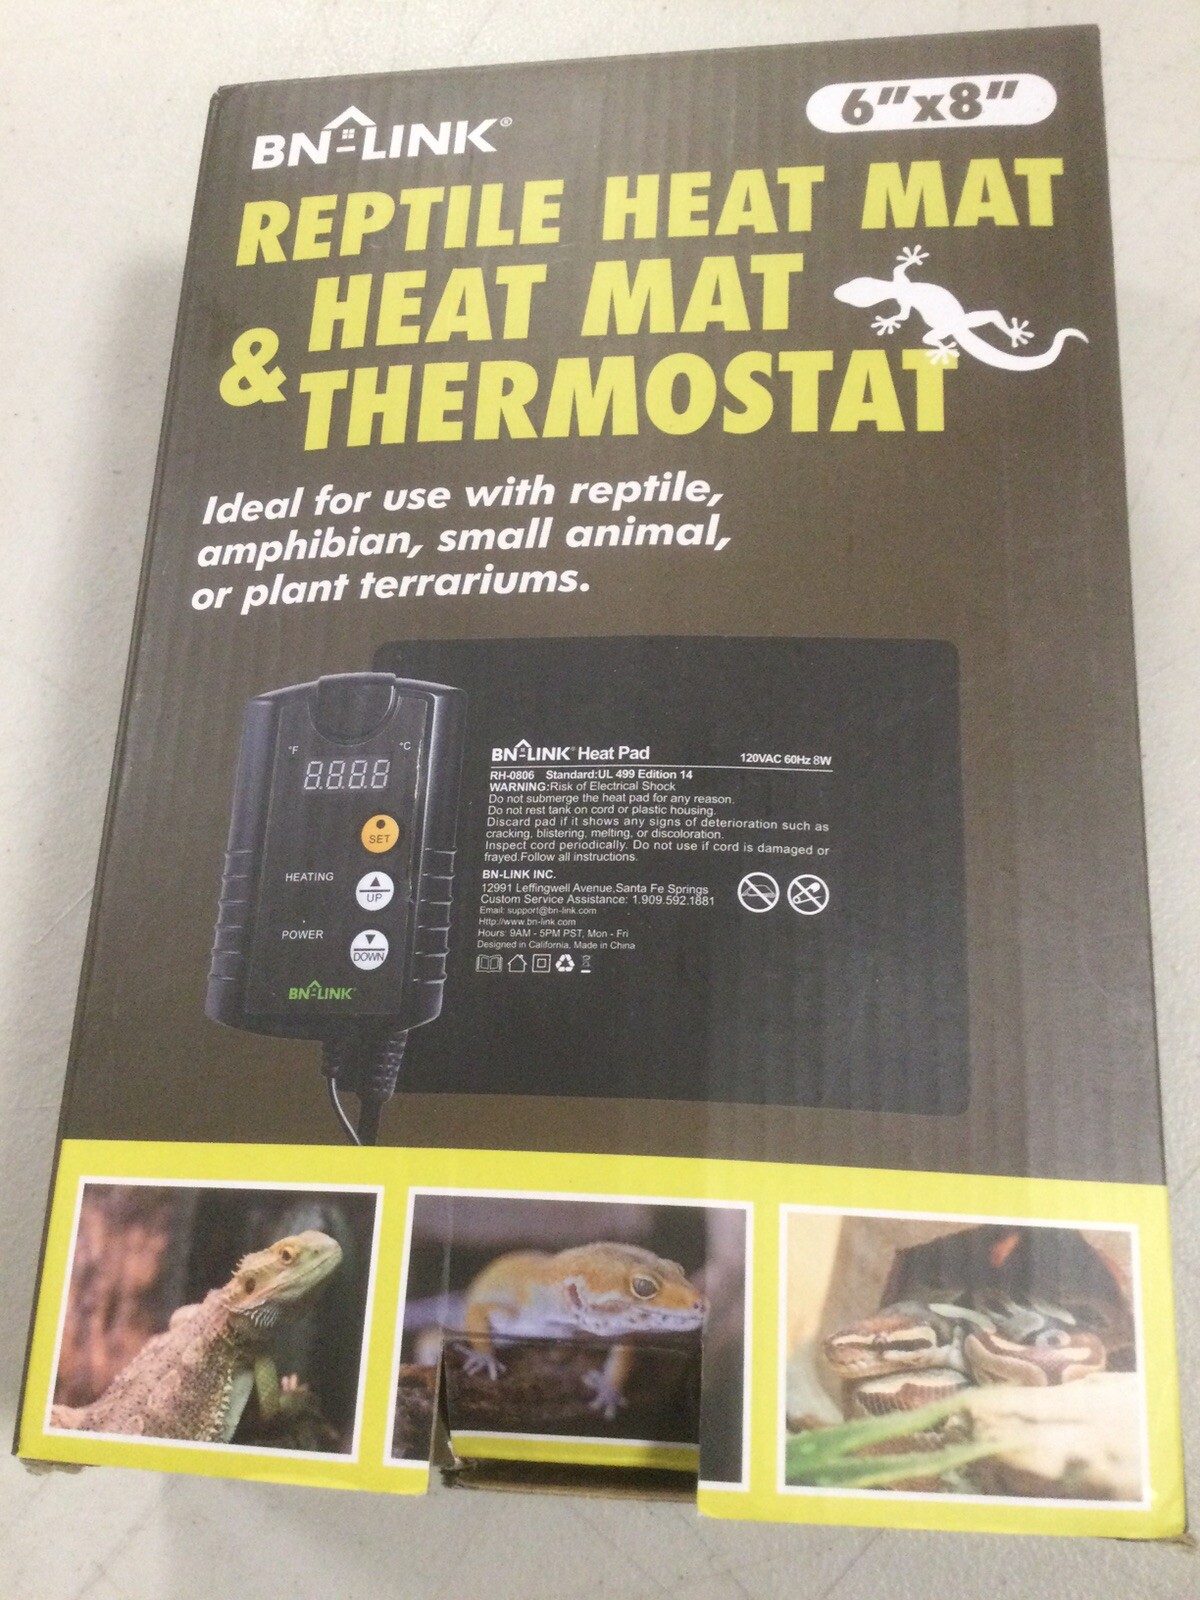 BN-LINK®
6"x8"
REPTILE HEAT MAT
HEAT MAT
& THERMOSTAT
Ideal for use with reptile,
amphibian, small animal,
or plant terrariums.
°F °C
8.8.8.8
SET
HEATING
UP
POWER
DOWN
BN-LINK®
BN-LINK® Heat Pad 120VAC 60Hz 8W
RH-0806 Standard:UL 499 Edition 14
WARNING:Risk of Electrical Shock
Do not submerge the heat pad for any reason.
Do not rest tank on cord or plastic housing.
Discard pad if it shows any signs of deterioration such as
cracking, blistering, melting, or discoloration.
Inspect cord periodically. Do not use if cord is damaged or
frayed.Follow all instructions.
BN-LINK INC.
12991 Leffingwell Avenue,Santa Fe Springs
Custom Service Assistance: 1.909.592.1881
Email: support@bn-link.com
Http://www.bn-link.com
Hours: 9AM - 5PM PST, Mon - Fri
Designed in California, Made in China